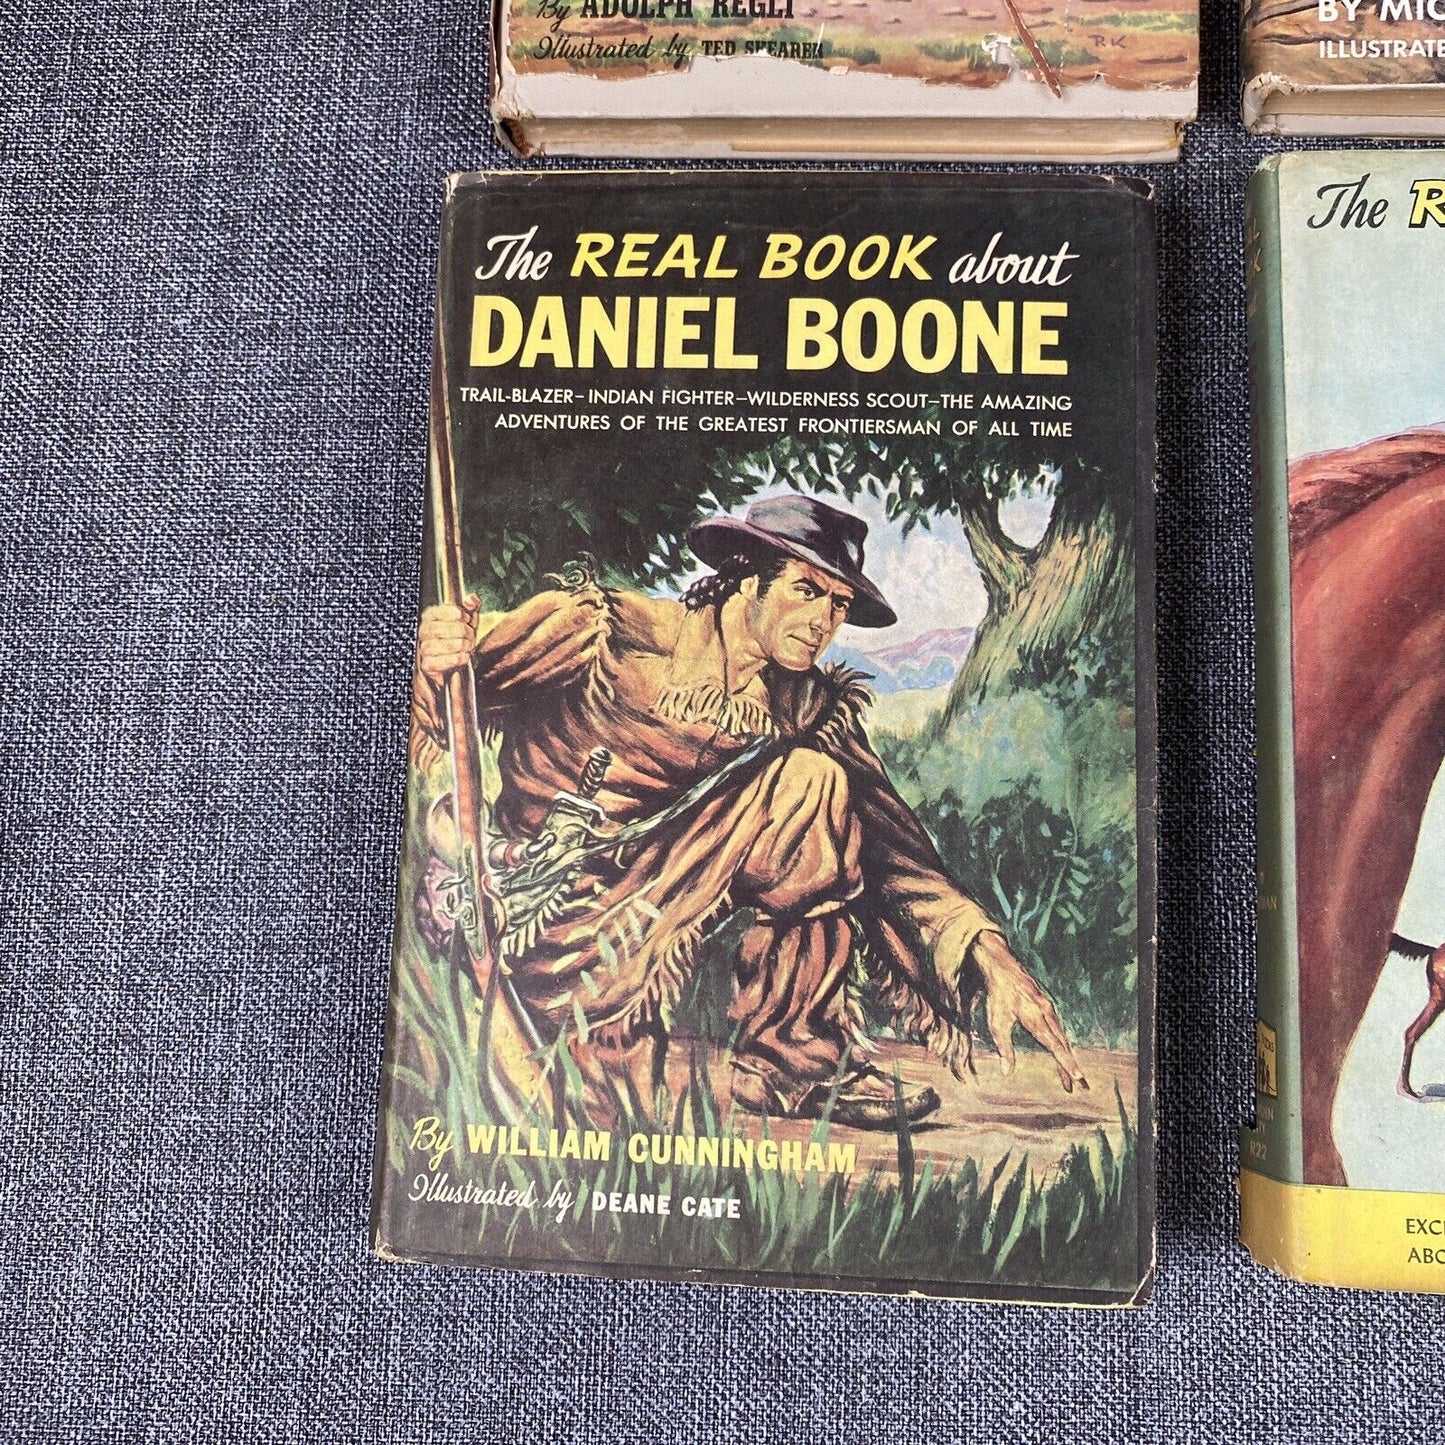 By ADOLPH REGLI
Illustrated by TED SHEAREM
RK
BY MIC
ILLUSTRATE
The REAL BOOK about
DANIEL BOONE
TRAIL-BLAZER–INDIAN FIGHTER–WILDERNESS SCOUT–THE AMAZING
ADVENTURES OF THE GREATEST FRONTIERSMAN OF ALL TIME
By WILLIAM CUNNINGHAM
Illustrated by DEANE CATE
The R
R22
EXC
ABO